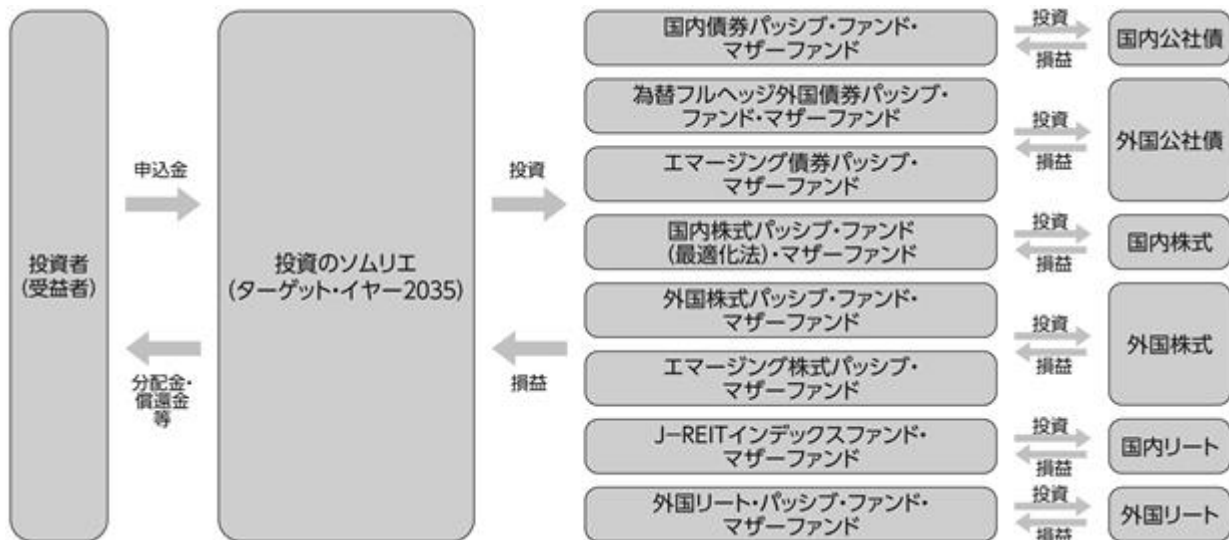 投資者
(受益者)
申込金
分配金・
償還金
等
投資のソムリエ
(ターゲット・イヤー2035)
投資
損益
国内債券パッシブ・ファンド・
マザーファンド
投資
損益
国内公社債
為替フルヘッジ外国債券パッシブ・
ファンド・マザーファンド
エマージング債券パッシブ・
マザーファンド
投資
損益
外国公社債
国内株式パッシブ・ファンド
(最適化法)・マザーファンド
投資
損益
国内株式
外国株式パッシブ・ファンド・
マザーファンド
エマージング株式パッシブ・
マザーファンド
投資
損益
外国株式
J-REITインデックスファンド・
マザーファンド
投資
損益
国内リート
外国リート・パッシブ・ファンド・
マザーファンド
投資
損益
外国リート